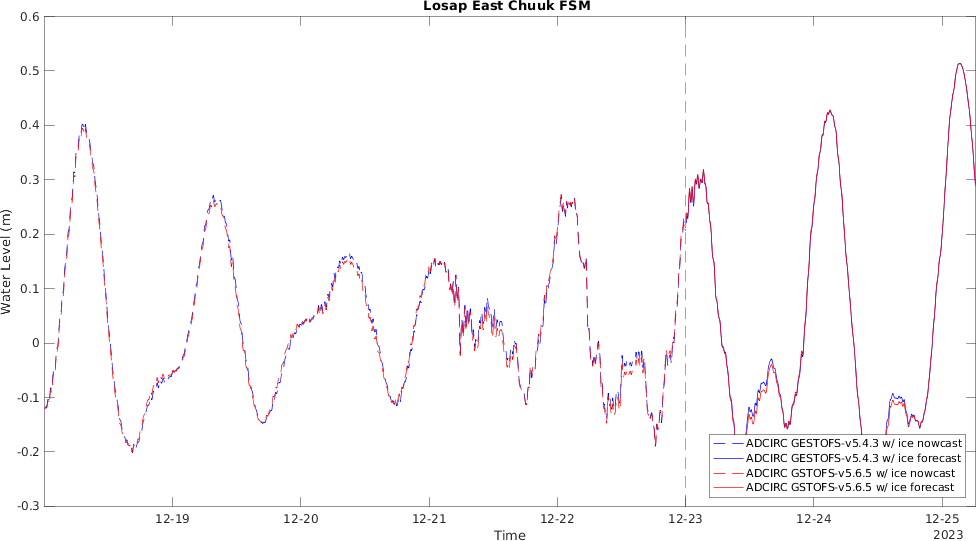 Losap East Chuuk FSM
0.6
0.5
0.4
0.3
0.2
0.1
0
-0.1
-0.2
-0.3
Water Level (m)
ADCIRC GESTOFS-v5.4.3 w/ ice nowcast
ADCIRC GESTOFS-v5.4.3 w/ ice forecast
ADCIRC GSTOFS-v5.6.5 w/ ice nowcast
ADCIRC GSTOFS-v5.6.5 w/ ice forecast
12-19 12-20 12-21 12-22 12-23 12-24 12-25
Time
2023